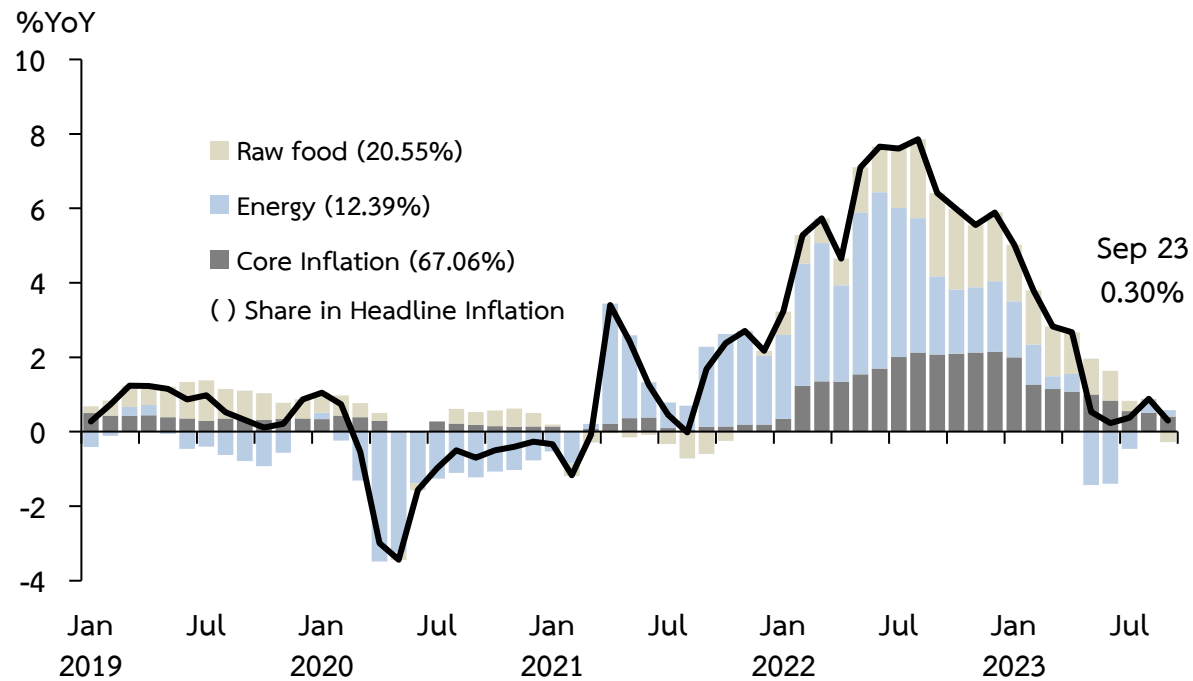 %YoY
10
8
6
4
2
0
-2
-4
Raw food (20.55%)
Energy (12.39%)
Core Inflation (67.06%)
( ) Share in Headline Inflation
Sep 23
0.30%
Jan Jul Jan Jul Jan Jul Jan Jul Jan Jul
2019 2020 2021 2022 2023